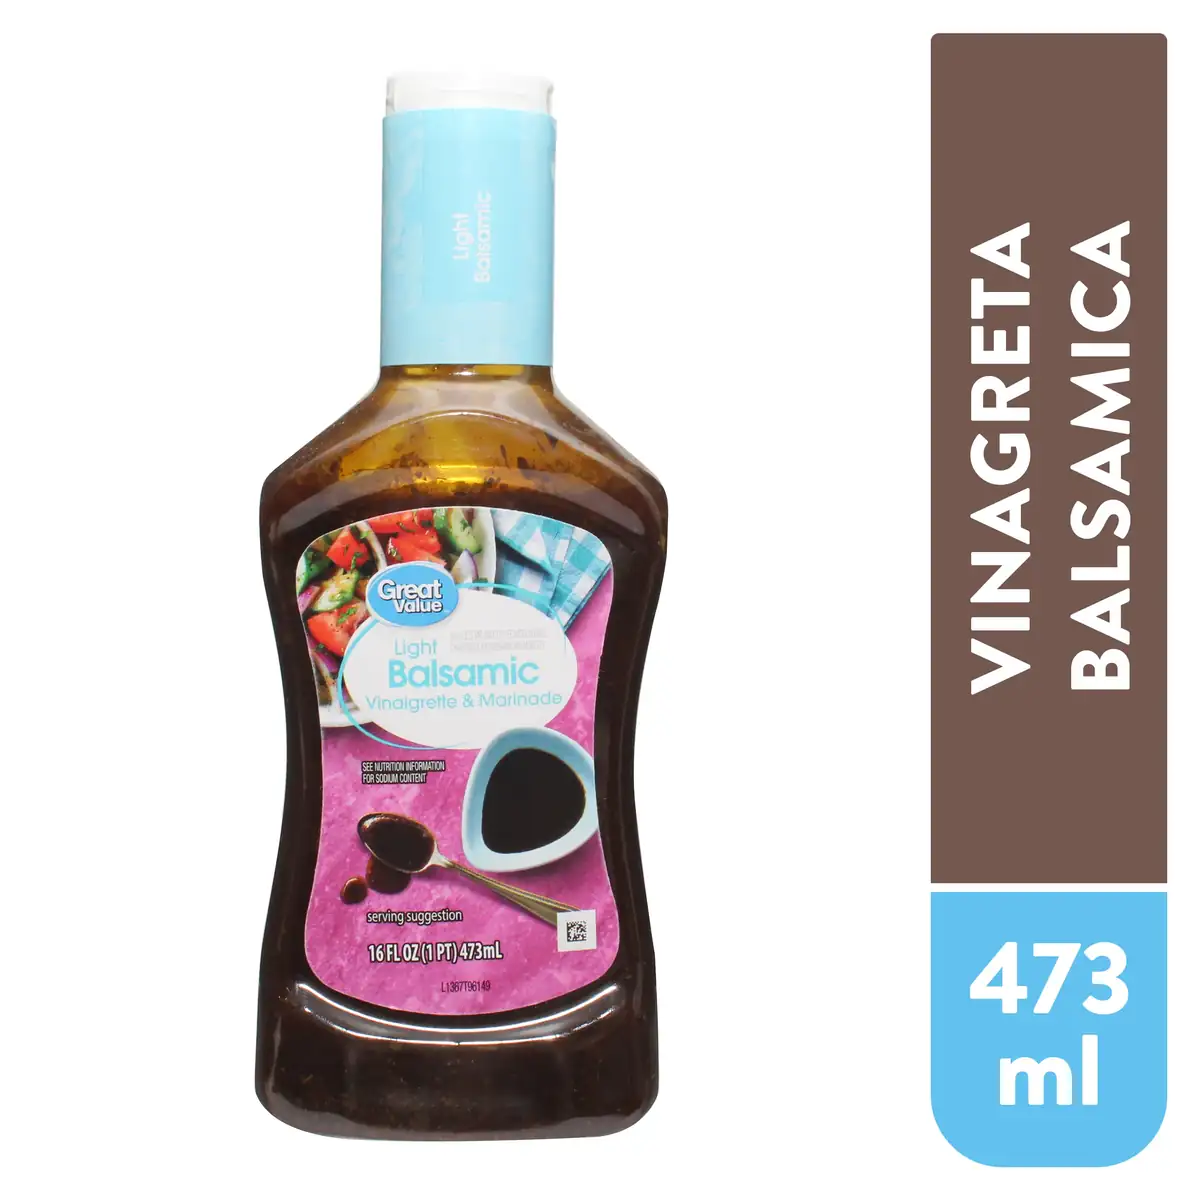 Light
Balsamic
Great
Value
Light
Balsamic
Vinaigrette & Marinade
SEE NUTRITION INFORMATION
FOR SODIUM CONTENT
serving suggestion
16 FL OZ (1 PT) 473mL
L1367T96149
VINAGRETA
BALSAMICA
473
ml